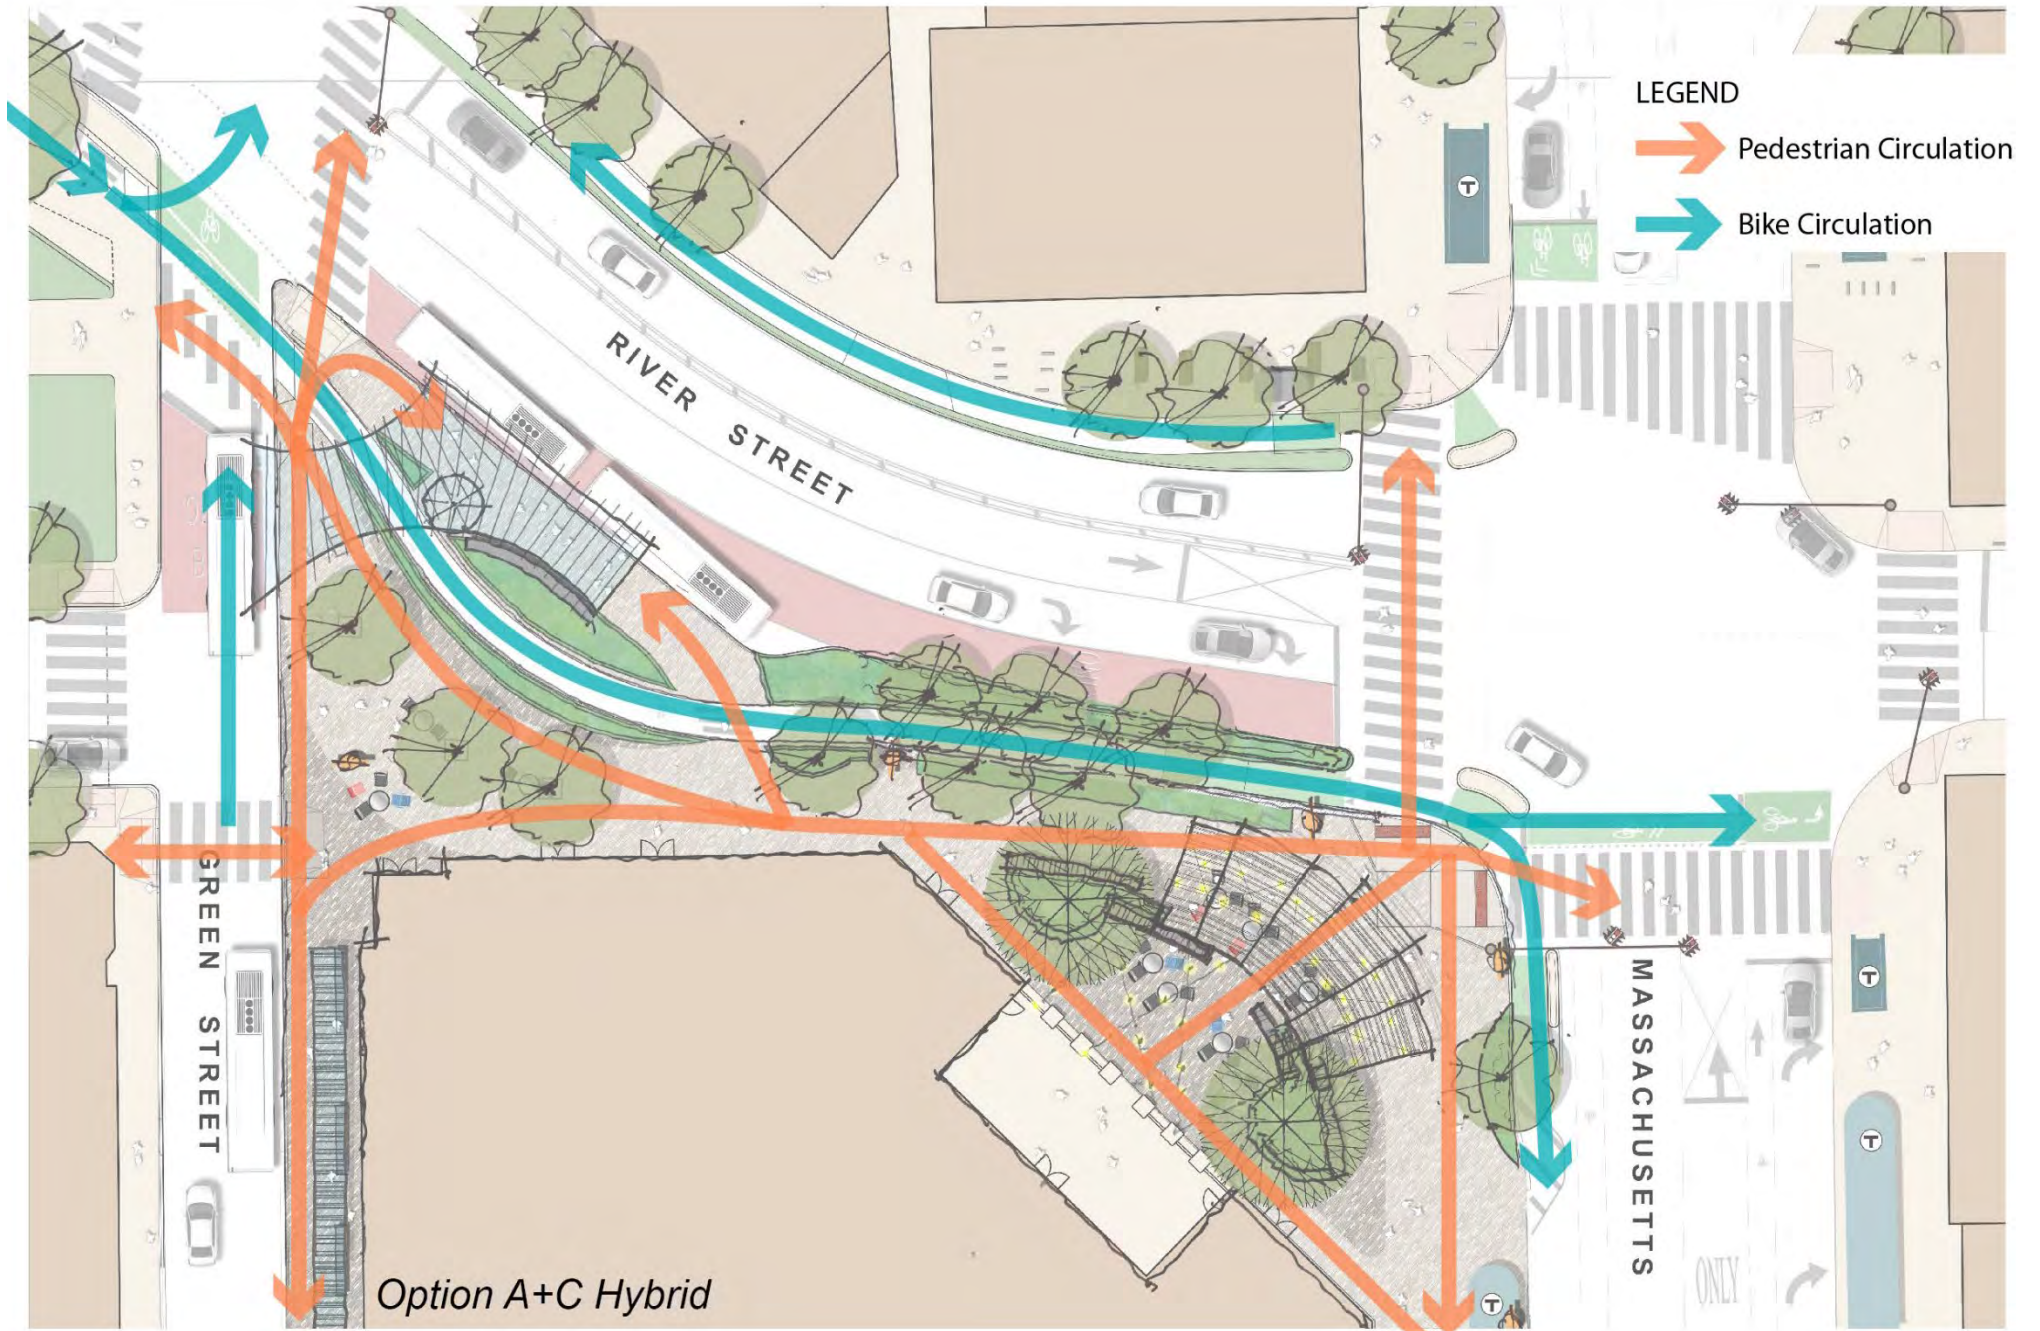 LEGEND
Pedestrian Circulation
Bike Circulation
T
RIVER STREET
GREEN STREET
MASSACHUSETTS
T
T
T
ONLY
Option A+C Hybrid